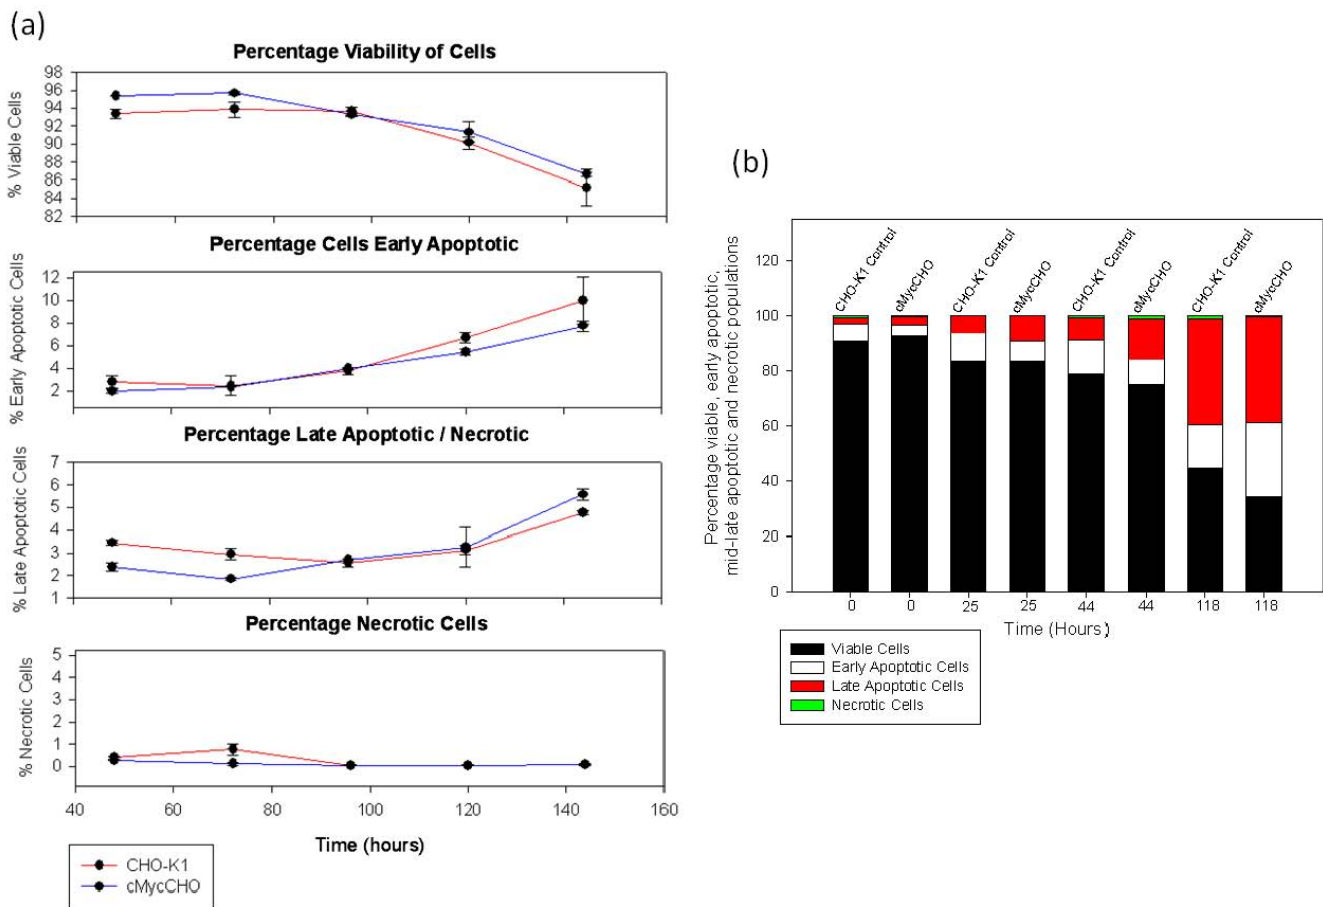 (a)
Percentage Viability of Cells
98
96
94
92
90
88
86
84
82
% Viable Cells
Percentage Cells Early Apoptotic
12
10
8
6
4
2
% Early Apoptotic Cells
Percentage Late Apoptotic / Necrotic
7
6
5
4
3
2
1
% Late Apoptotic Cells
Percentage Necrotic Cells
5
4
3
2
1
0
% Necrotic Cells
40 60 80 100 120 140 160
Time (hours)
CHO-K1
cMycCHO
(b)
CHO-K1 Control
cMycCHO
CHO-K1 Control
cMycCHO
CHO-K1 Control
cMycCHO
CHO-K1 Control
cMycCHO
Percentage viable, early apoptotic,
mid-late apoptotic and necrotic populations
120
100
80
60
40
20
0
0 0 25 25 44 44 118 118
Time (Hours)
Viable Cells
Early Apoptotic Cells
Late Apoptotic Cells
Necrotic Cells